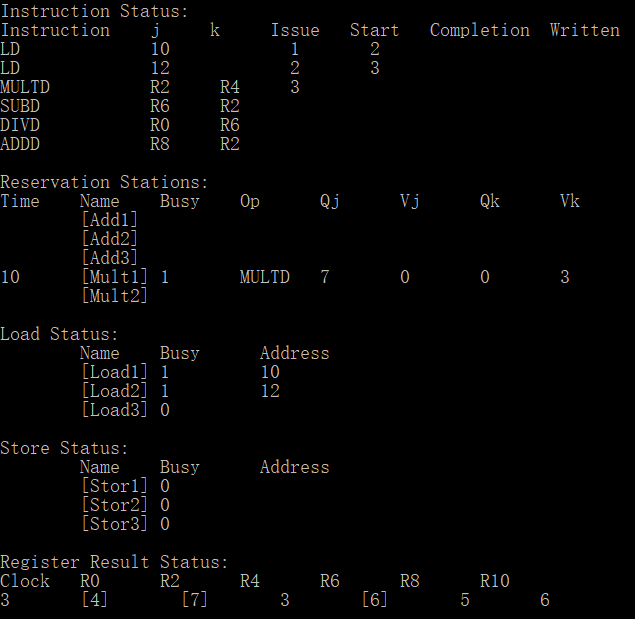 Instruction Status:
Instruction j k Issue Start Completion Written
LD 10 1 2
LD 12 2 3
MULTD R2 R4 3
SUBD R6 R2
DIVD R0 R6
ADDD R8 R2
Reservation Stations:
Time Name Busy Op Qj Vj Qk Vk
[Add1]
[Add2]
[Add3]
10 [Mult1] 1 MULTD 7 0 0 3
[Mult2]
Load Status:
Name Busy Address
[Load1] 1 10
[Load2] 1 12
[Load3] 0
Store Status:
Name Busy Address
[Stor1] 0
[Stor2] 0
[Stor3] 0
Register Result Status:
Clock R0 R2 R4 R6 R8 R10
3 [4] [7] 3 [6] 5 6